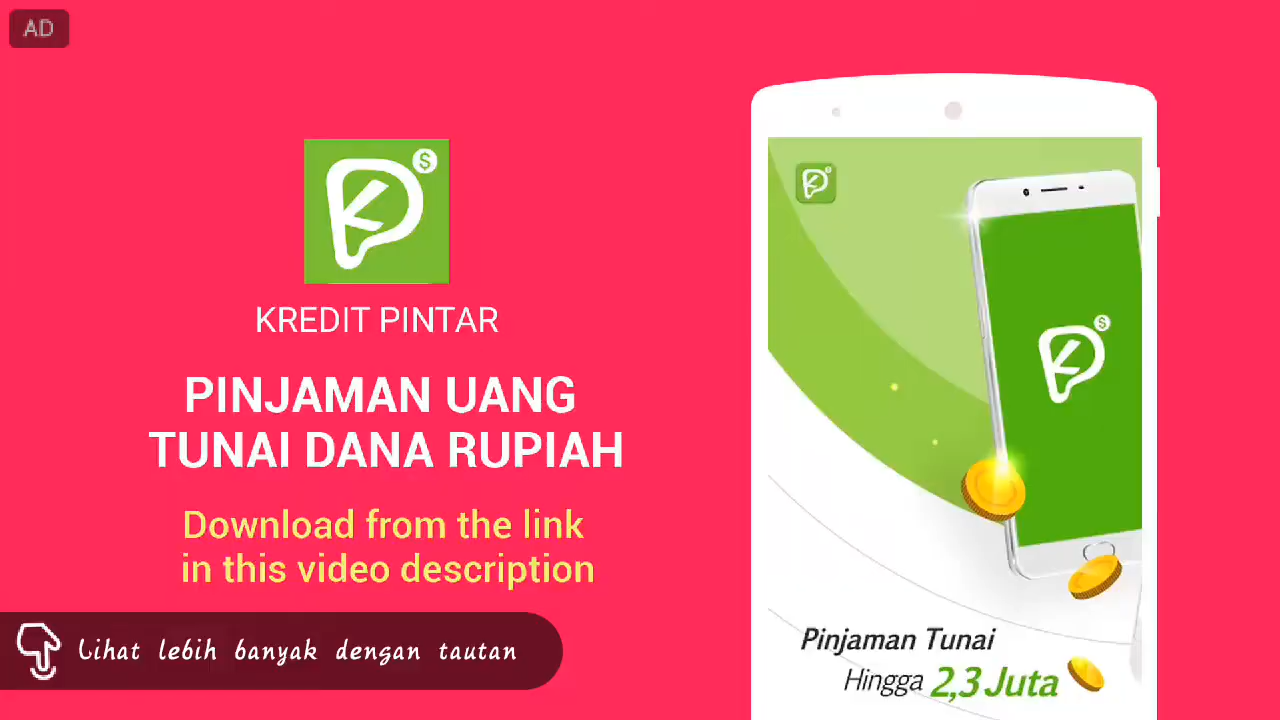 AD
$
KREDIT PINTAR
PINJAMAN UANG
TUNAI DANA RUPIAH
Download from the link
in this video description
Lihat lebih banyak dengan tautan
$
Pinjaman Tunai
Hingga 2,3 Juta